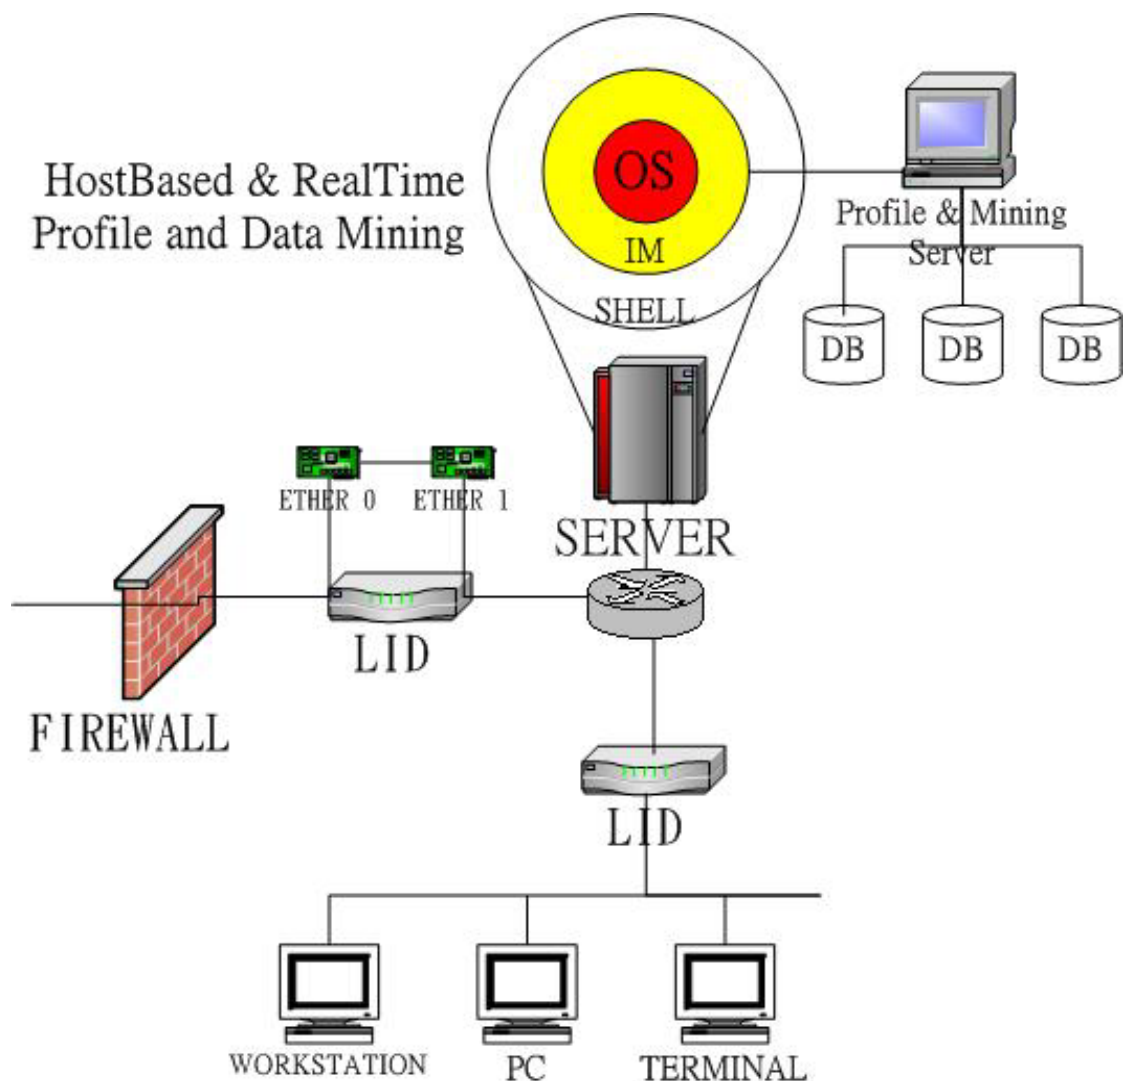 HostBased & RealTime
Profile and Data Mining
OS
IM
SHELL
Profile & Mining
Server
DB
DB
DB
ETHER 0
ETHER 1
SERVER
LID
FIREWALL
LID
WORKSTATION
PC
TERMINAL